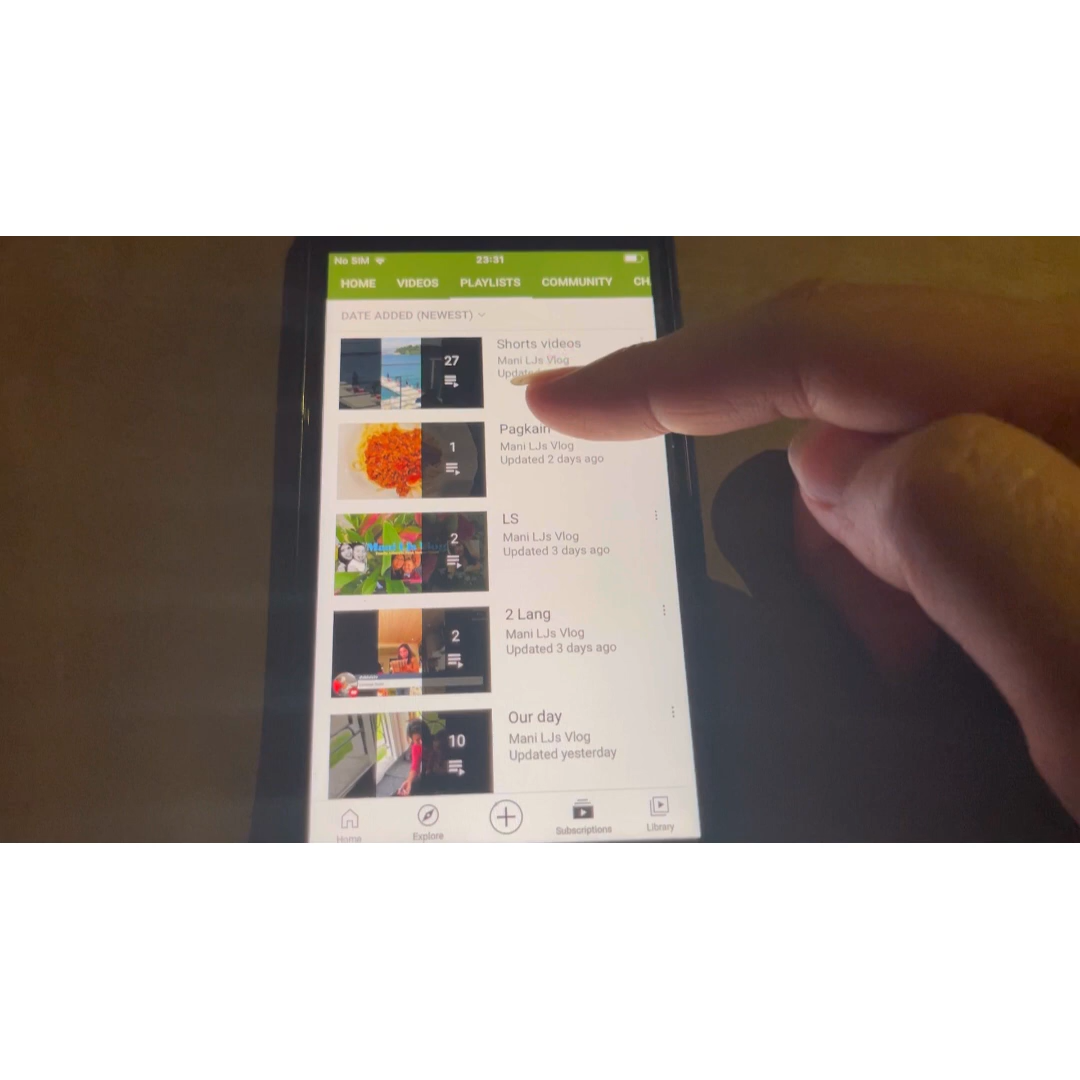 No SIM 23:31
HOME VIDEOS PLAYLISTS COMMUNITY CH
DATE ADDED (NEWEST)
27
Shorts videos
Mani LJs Vlog
1
Pagkain
Mani LJs Vlog
Updated 2 days ago
2
LS
Mani LJs Vlog
Updated 3 days ago
2
2 Lang
Mani LJs Vlog
Updated 3 days ago
10
Our day
Mani LJs Vlog
Updated yesterday
Home Explore Subscriptions Library